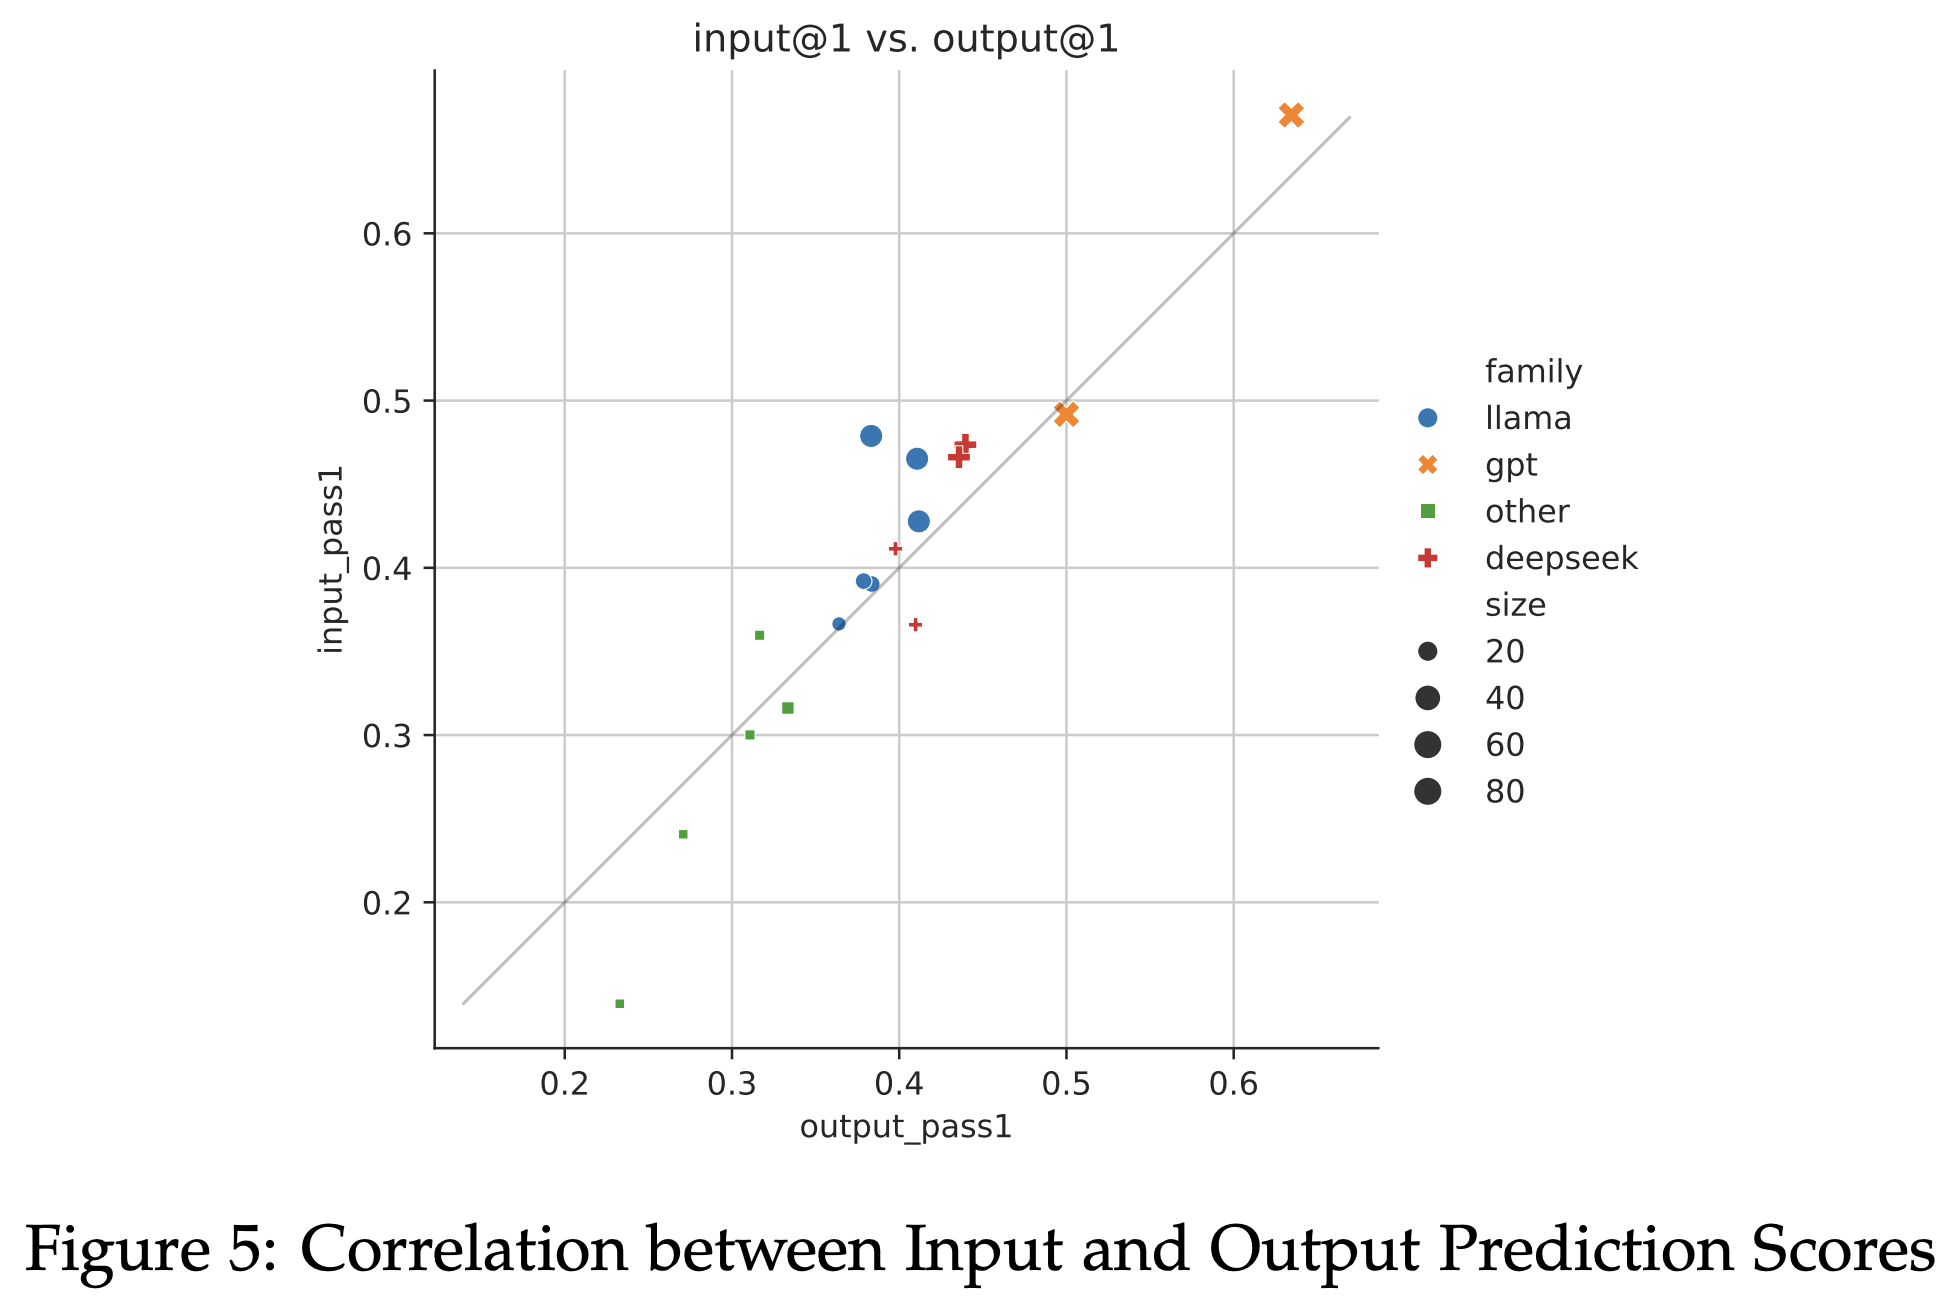 input@1 vs. output@1
input_pass1
0.6
0.5
0.4
0.3
0.2
0.2 0.3 0.4 0.5 0.6
output_pass1
family
llama
gpt
other
deepseek
size
20
40
60
80
Figure 5: Correlation between Input and Output Prediction Scores